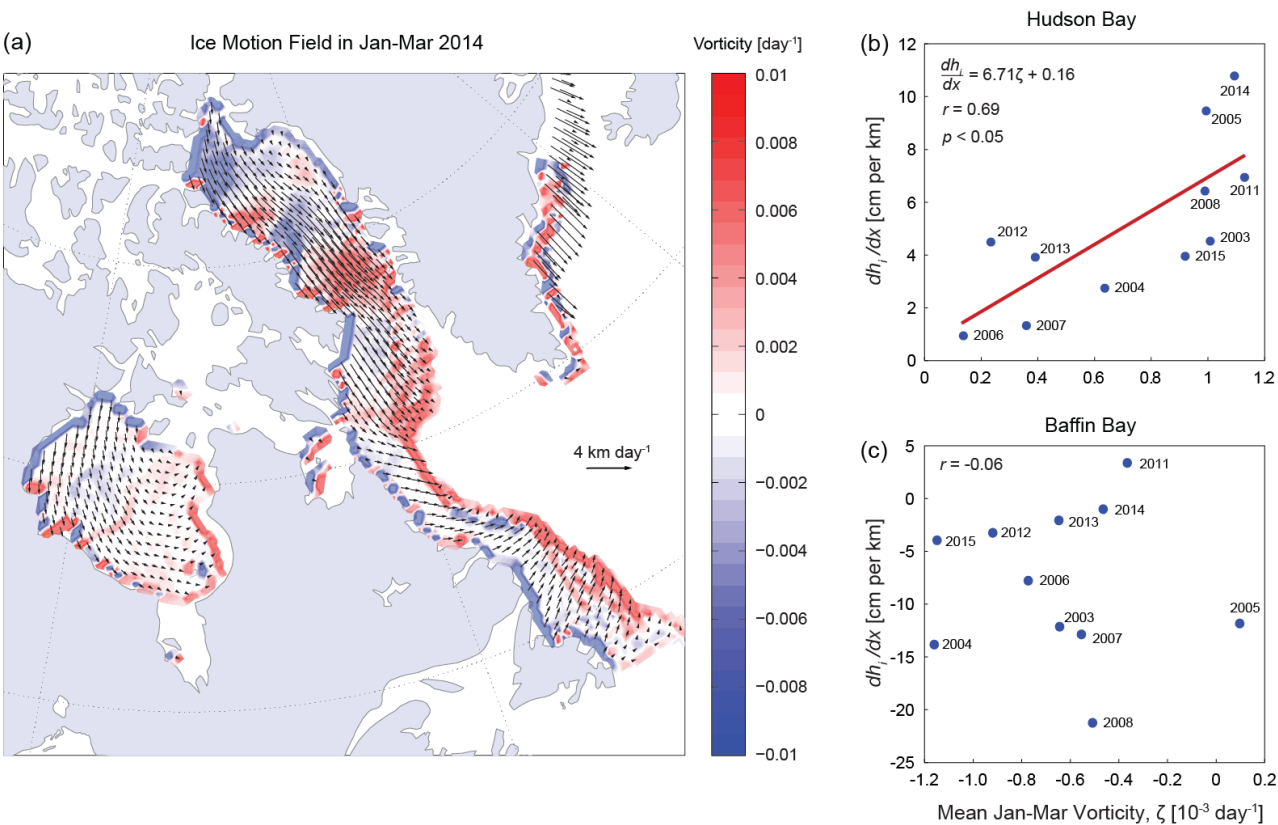 (a)
Ice Motion Field in Jan-Mar 2014
Vorticity [day⁻¹]
0.01
0.008
0.006
0.004
0.002
0
−0.002
−0.004
−0.006
−0.008
−0.01
4 km day⁻¹
Hudson Bay
(b)
dhᵢ/dx = 6.71ζ + 0.16
r = 0.69
p < 0.05
dhᵢ/dx [cm per km]
12
10
8
6
4
2
0
0 0.2 0.4 0.6 0.8 1 1.2
2014
2005
2011
2008
2012
2013
2003
2015
2004
2007
2006
Baffin Bay
(c)
r = -0.06
dhᵢ/dx [cm per km]
5
0
-5
-10
-15
-20
-25
-1.2 -1.0 -0.8 -0.6 -0.4 -0.2 0 0.2
2011
2014
2013
2012
2015
2006
2003
2005
2007
2004
2008
Mean Jan-Mar Vorticity, ζ [10⁻³ day⁻¹]